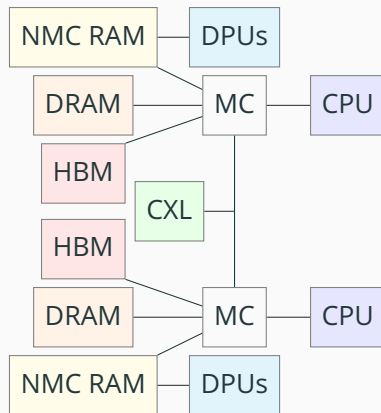 NMC RAM
DPUs
DRAM
MC
CPU
HBM
CXL
HBM
DRAM
MC
CPU
NMC RAM
DPUs